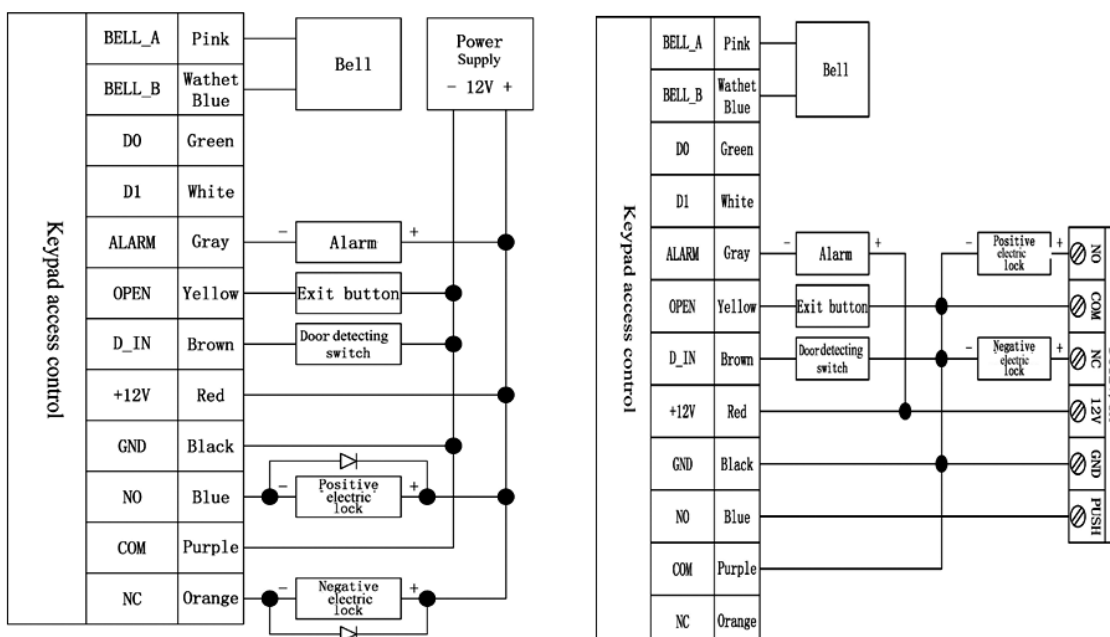 Keypad access control
BELL_A Pink
BELL_B Wathet
Blue
D0 Green
D1 White
ALARM Gray
OPEN Yellow
D_IN Brown
+12V Red
GND Black
NO Blue
COM Purple
NC Orange
Bell
Power
Supply
- 12V +
- Alarm +
Exit button
Door detecting
switch
- Positive +
electric
lock
- Negative +
electric
lock
Keypad access control
BELL_A Pink
BELL_B Wathet
Blue
D0 Green
D1 White
ALARM Gray
OPEN Yellow
D_IN Brown
+12V Red
GND Black
NO Blue
COM Purple
NC Orange
Bell
- Alarm +
Exit button
Door detecting
switch
- Positive +
electric
lock
- Negative +
electric
lock
NO
COM
NC
12V
GND
PUSH